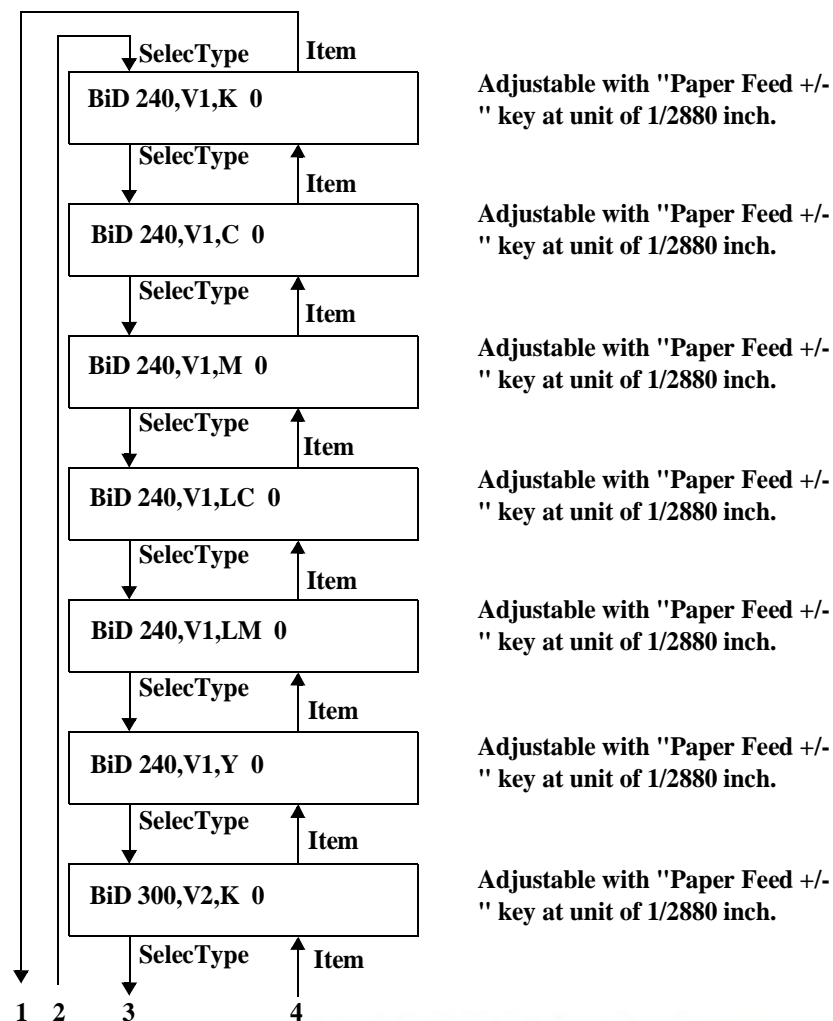 SelecType Item
BiD 240,V1,K 0
Adjustable with "Paper Feed +/-
" key at unit of 1/2880 inch.
SelecType
Item
BiD 240,V1,C 0
Adjustable with "Paper Feed +/-
" key at unit of 1/2880 inch.
SelecType
Item
BiD 240,V1,M 0
Adjustable with "Paper Feed +/-
" key at unit of 1/2880 inch.
SelecType
Item
BiD 240,V1,LC 0
Adjustable with "Paper Feed +/-
" key at unit of 1/2880 inch.
SelecType
Item
BiD 240,V1,LM 0
Adjustable with "Paper Feed +/-
" key at unit of 1/2880 inch.
SelecType
Item
BiD 240,V1,Y 0
Adjustable with "Paper Feed +/-
" key at unit of 1/2880 inch.
SelecType
Item
BiD 300,V2,K 0
Adjustable with "Paper Feed +/-
" key at unit of 1/2880 inch.
SelecType Item
1 2 3 4